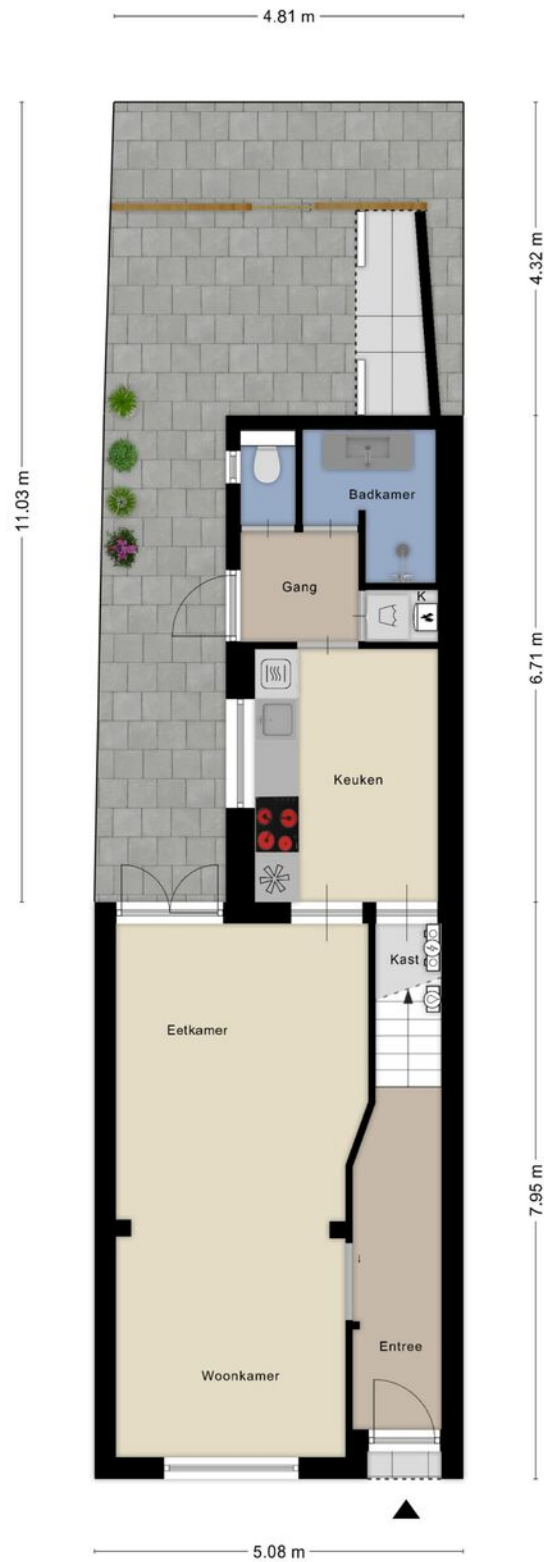 4.81 m
4.32 m
11.03 m
Badkamer
Gang
K
6.71 m
Keuken
Kast
Eetkamer
7.95 m
Entree
Woonkamer
5.08 m